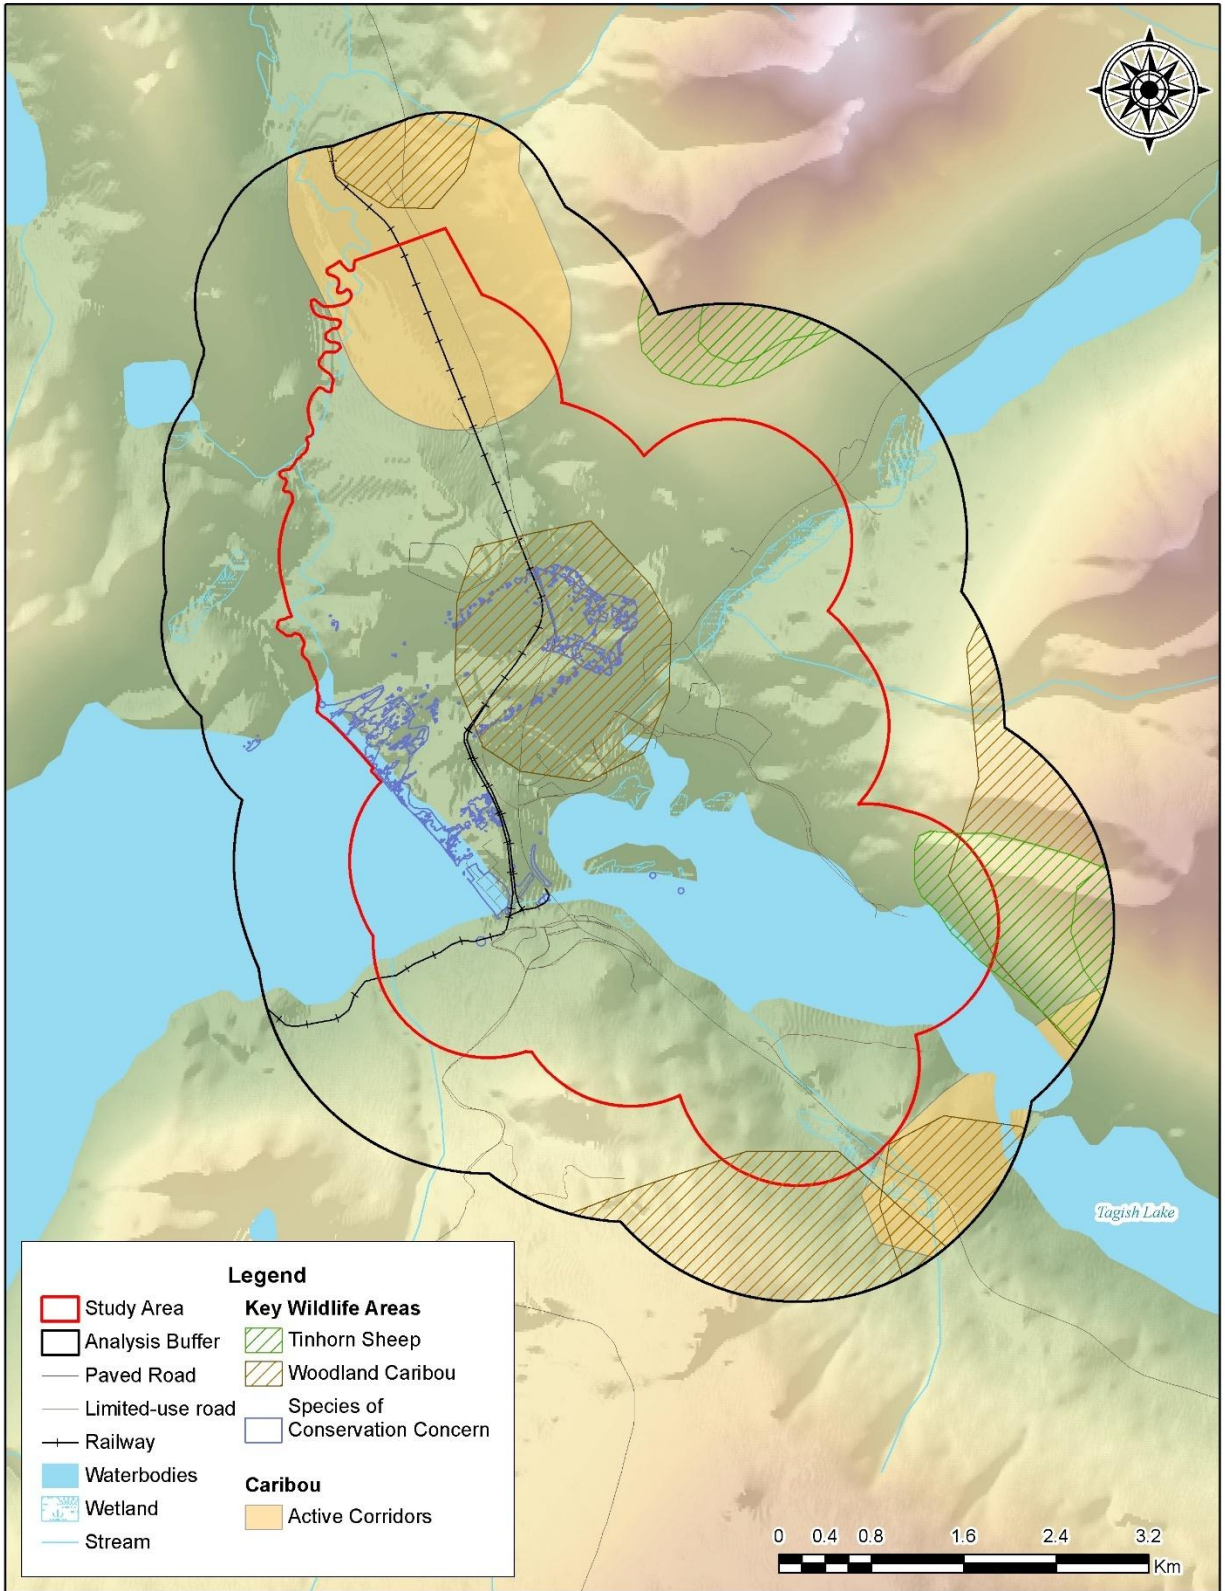 Tagish Lake
Legend
Study Area
Analysis Buffer
Paved Road
Limited-use road
Railway
Waterbodies
Wetland
Stream
Key Wildlife Areas
Tinhorn Sheep
Woodland Caribou
Species of
Conservation Concern
Caribou
Active Corridors
0 0.4 0.8 1.6 2.4 3.2
Km